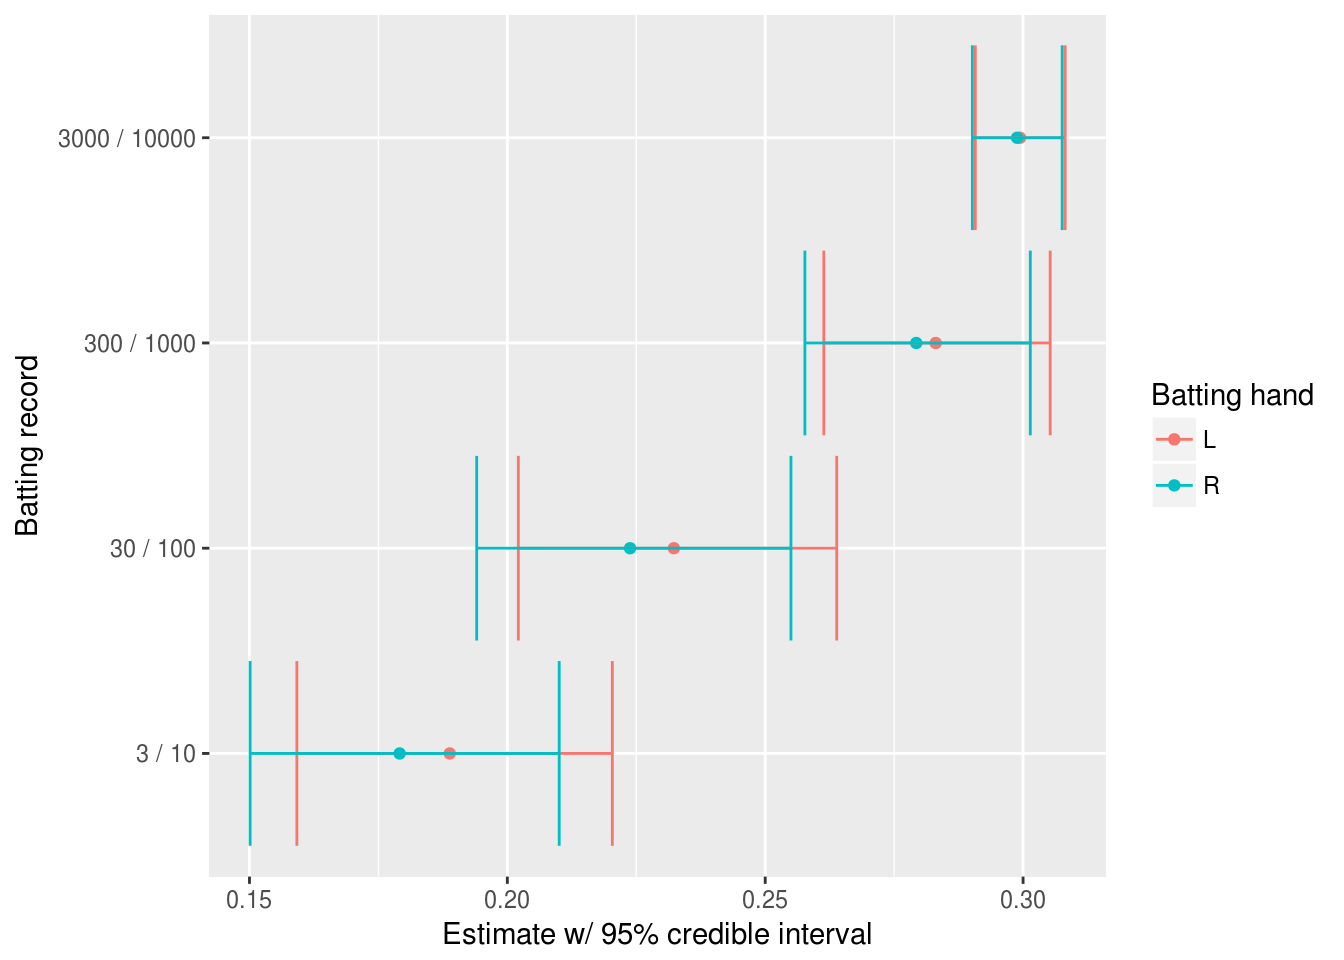 3000 / 10000
300 / 1000
30 / 100
3 / 10
Batting record
0.15 0.20 0.25 0.30
Estimate w/ 95% credible interval
Batting hand
L
R